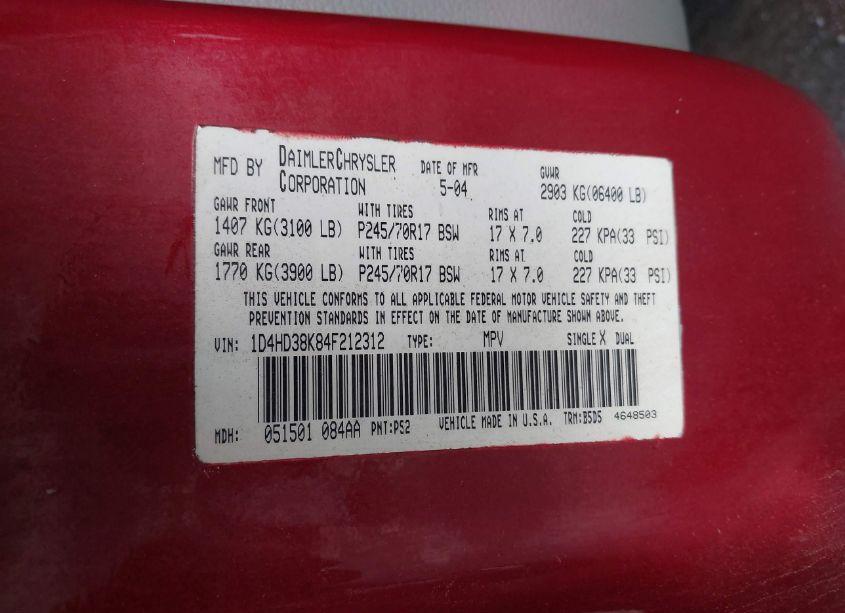 MFD BY DAIMLERCHRYSLER CORPORATION DATE OF MFR 5-04 GVWR 2903 KG(06400 LB)
GAWR FRONT WITH TIRES RIMS AT COLD
1407 KG(3100 LB) P245/70R17 BSW 17 X 7.0 227 KPA(33 PSI)
GAWR REAR WITH TIRES RIMS AT COLD
1770 KG(3900 LB) P245/70R17 BSW 17 X 7.0 227 KPA(33 PSI)
THIS VEHICLE CONFORMS TO ALL APPLICABLE FEDERAL MOTOR VEHICLE SAFETY AND THEFT
PREVENTION STANDARDS IN EFFECT ON THE DATE OF MANUFACTURE SHOWN ABOVE.
VIN: 1D4HD38K84F212312 TYPE: MPV SINGLE X DUAL
MDH: 051501 084AA PNT:PS2 VEHICLE MADE IN U.S.A. TRM:B5D5 4648503